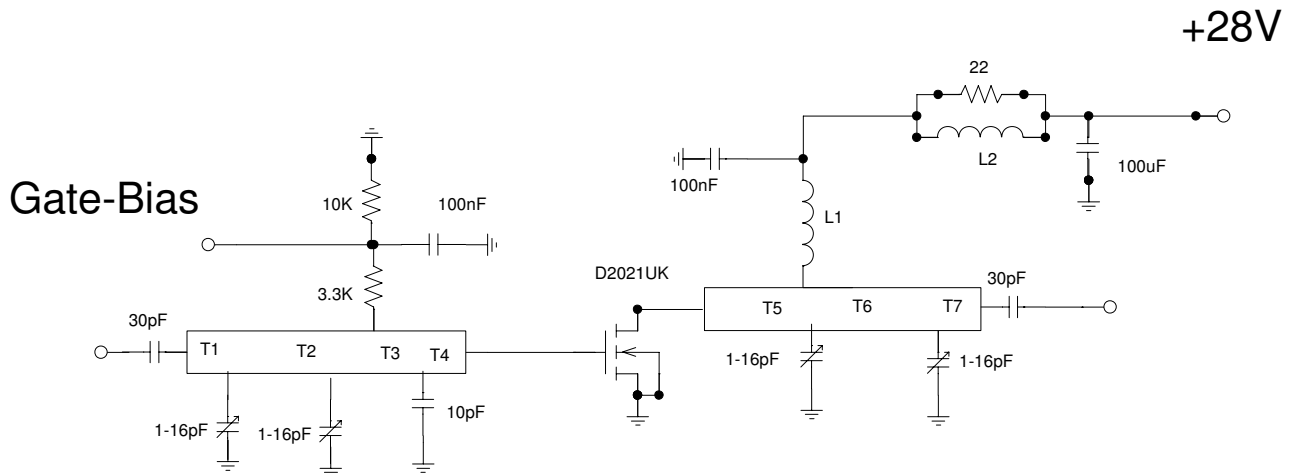 +28V
22
L2
100uF
100nF
Gate-Bias
10K
100nF
L1
D2021UK
3.3K
30pF
T5
T6
T7
30pF
T1
T2
T3
T4
1-16pF
1-16pF
1-16pF
1-16pF
10pF